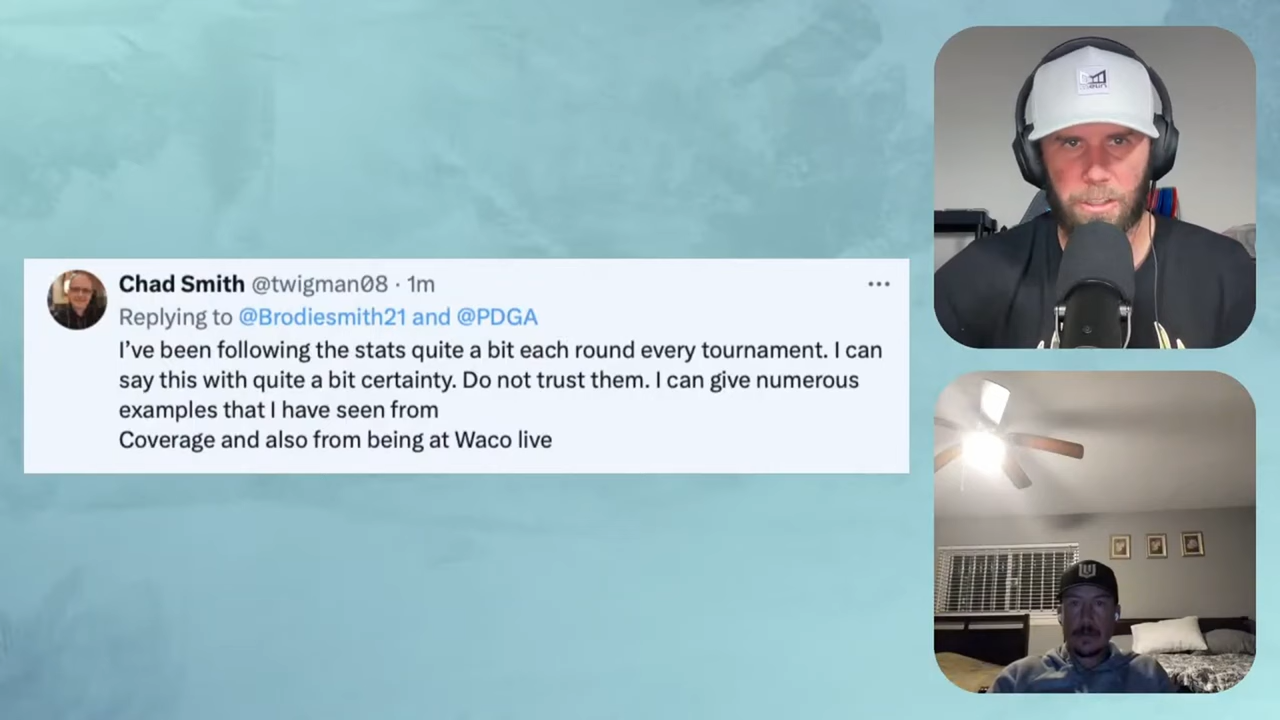 Chad Smith @twigman08 · 1m
Replying to @Brodiesmith21 and @PDGA
I’ve been following the stats quite a bit each round every tournament. I can
say this with quite a bit certainty. Do not trust them. I can give numerous
examples that I have seen from
Coverage and also from being at Waco live